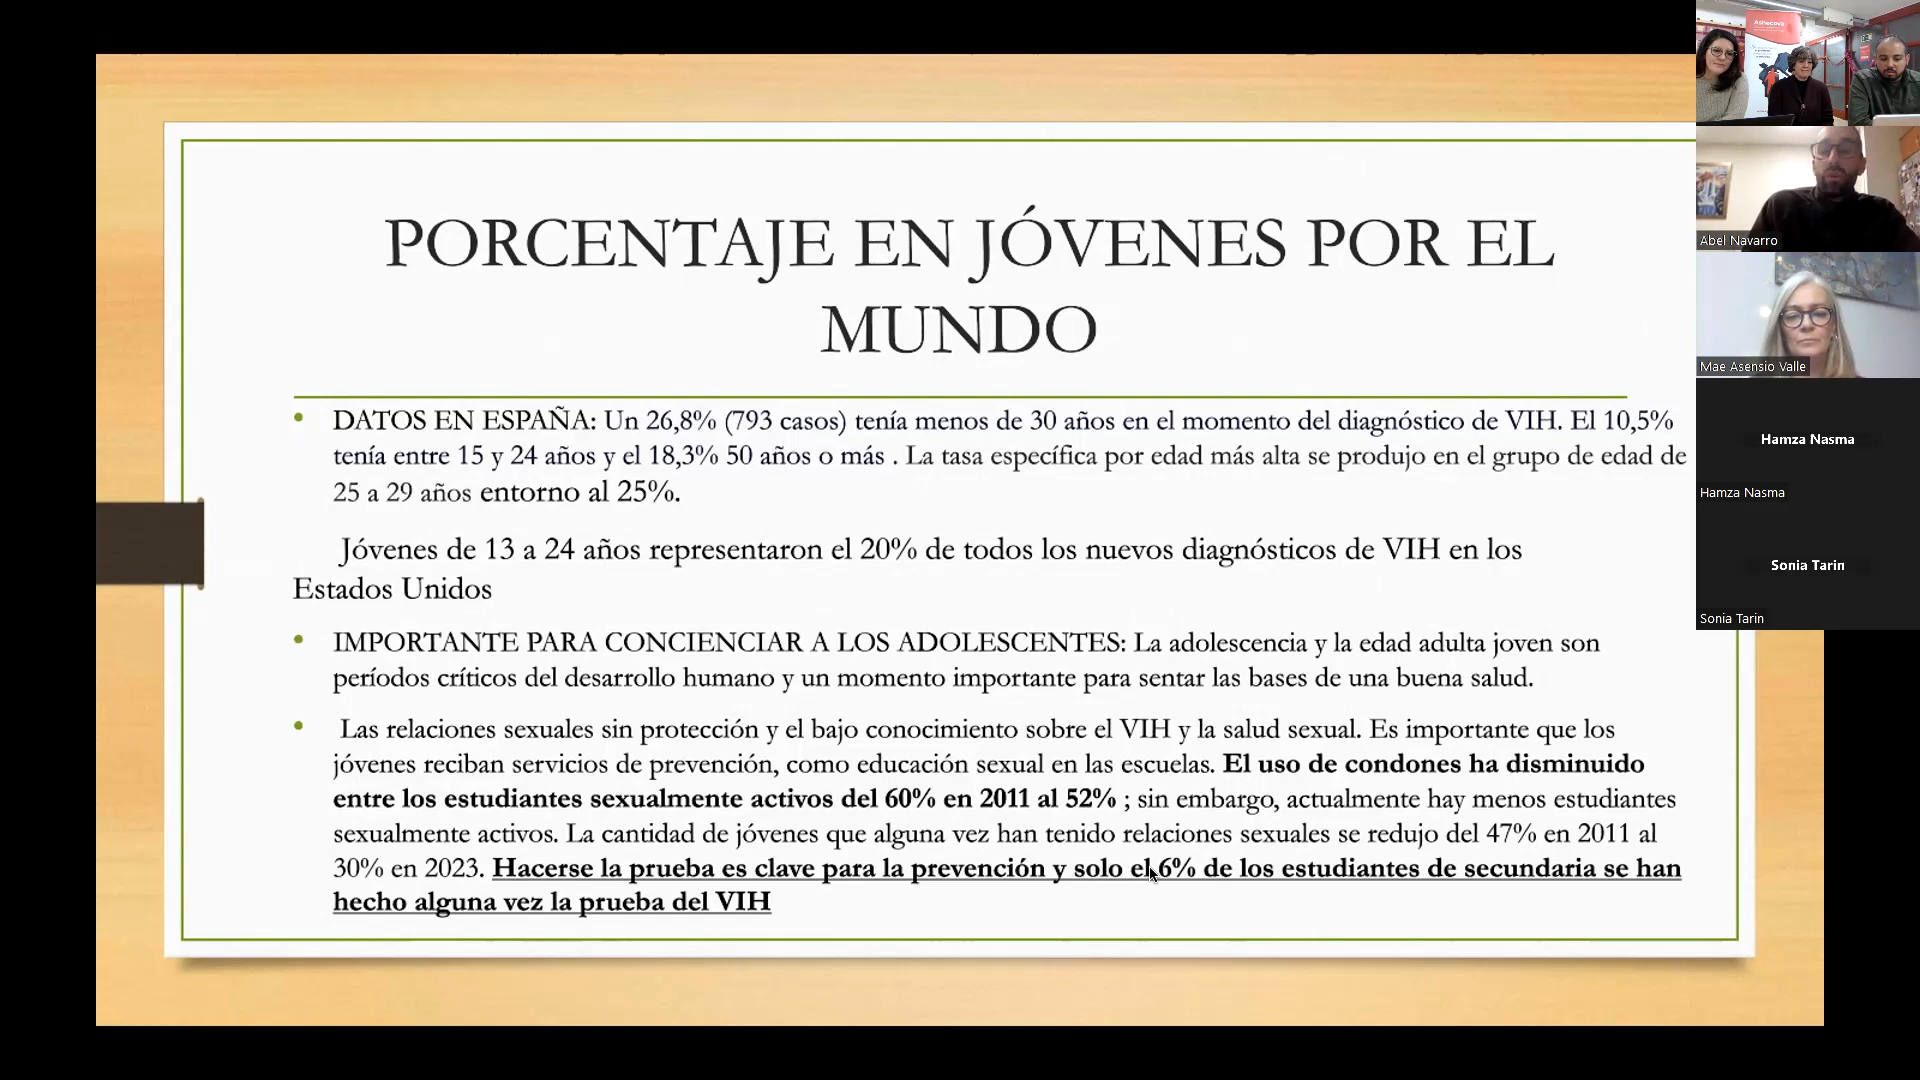 PORCENTAJE EN JÓVENES POR EL
MUNDO
• DATOS EN ESPAÑA: Un 26,8% (793 casos) tenía menos de 30 años en el momento del diagnóstico de VIH. El 10,5%
tenía entre 15 y 24 años y el 18,3% 50 años o más . La tasa específica por edad más alta se produjo en el grupo de edad de
25 a 29 años entorno al 25%.
Jóvenes de 13 a 24 años representaron el 20% de todos los nuevos diagnósticos de VIH en los
Estados Unidos
• IMPORTANTE PARA CONCIENCIAR A LOS ADOLESCENTES: La adolescencia y la edad adulta joven son
períodos críticos del desarrollo humano y un momento importante para sentar las bases de una buena salud.
• Las relaciones sexuales sin protección y el bajo conocimiento sobre el VIH y la salud sexual. Es importante que los
jóvenes reciban servicios de prevención, como educación sexual en las escuelas. El uso de condones ha disminuido
entre los estudiantes sexualmente activos del 60% en 2011 al 52% ; sin embargo, actualmente hay menos estudiantes
sexualmente activos. La cantidad de jóvenes que alguna vez han tenido relaciones sexuales se redujo del 47% en 2011 al
30% en 2023. Hacerse la prueba es clave para la prevención y solo el 6% de los estudiantes de secundaria se han
hecho alguna vez la prueba del VIH
Ashecova
Abel Navarro
Mae Asensio Valle
Hamza Nasma
Hamza Nasma
Sonia Tarin
Sonia Tarin